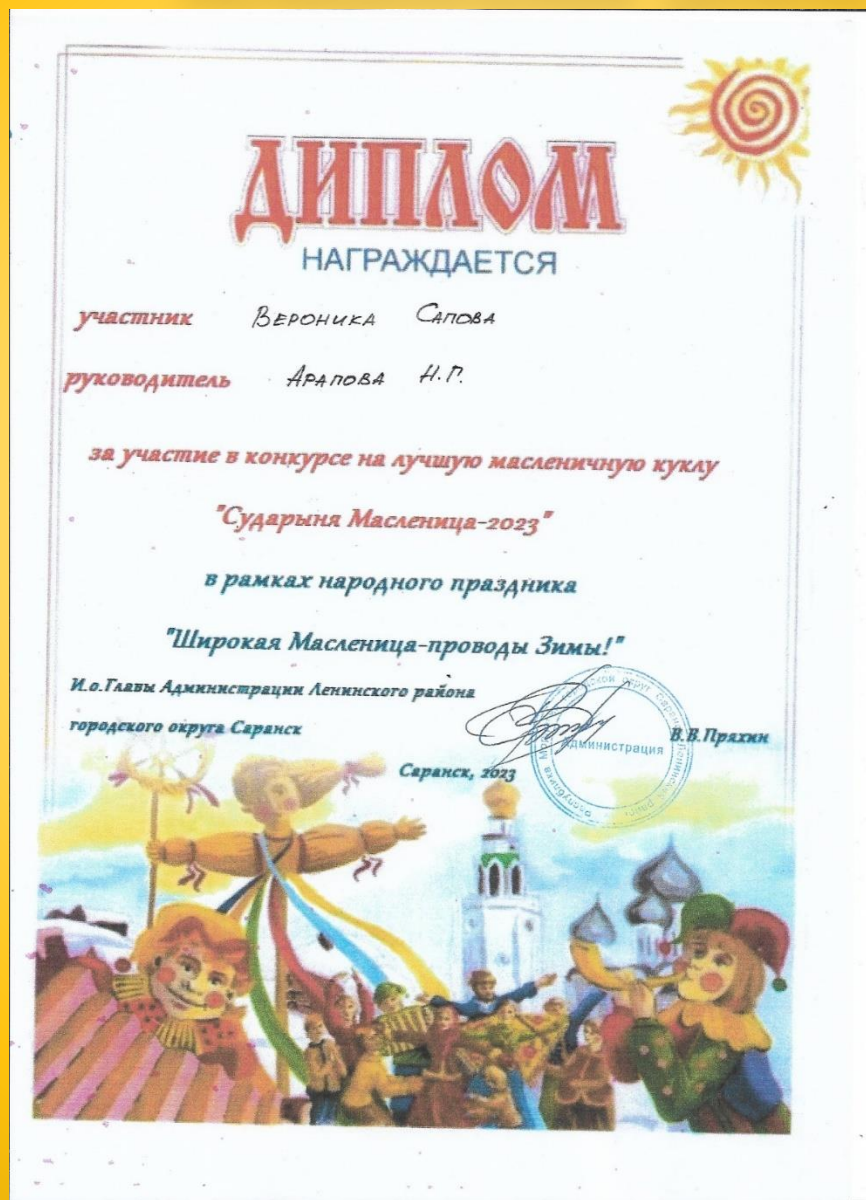 ДИПЛОМ
НАГРАЖДАЕТСЯ
участник Вероника Сапова
руководитель Арапова Н.Г.
за участие в конкурсе на лучшую масленичную куклу
"Сударыня Масленица-2023"
в рамках народного праздника
"Широкая Масленица-проводы Зимы!"
И.о.Главы Администрации Ленинского района
городского округа Саранск
В.В.Пряхин
Администрация
Саранск, 2023